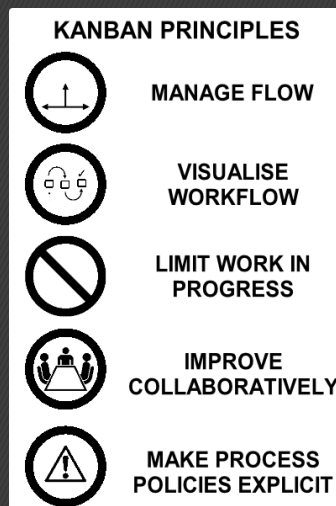 KANBAN PRINCIPLES
MANAGE FLOW
VISUALISE
WORKFLOW
LIMIT WORK IN
PROGRESS
IMPROVE
COLLABORATIVELY
MAKE PROCESS
POLICIES EXPLICIT